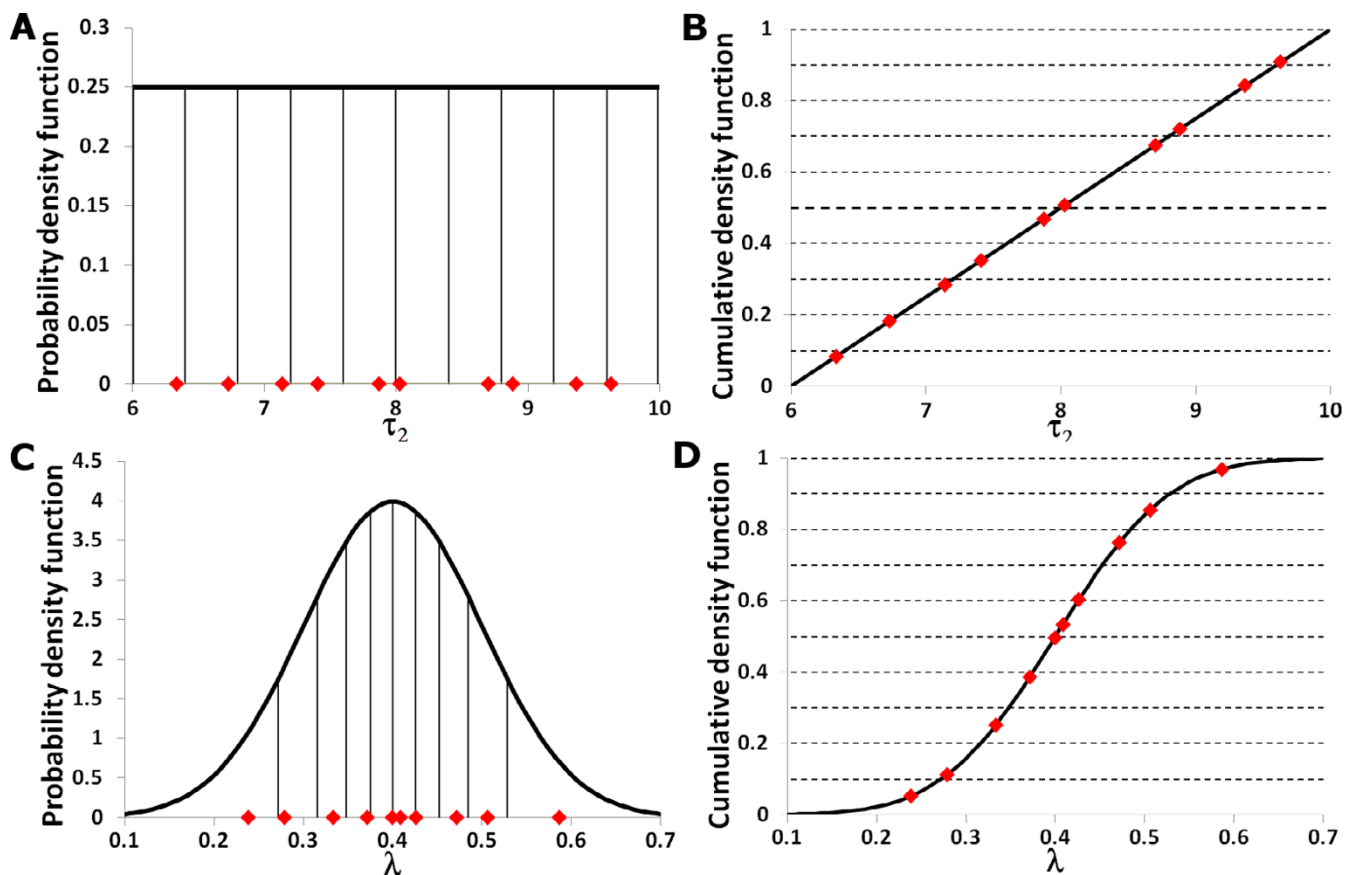 A
Probability density function
0.3
0.25
0.2
0.15
0.1
0.05
0
6 7 8 9 10
τ2
B
Cumulative density function
1
0.8
0.6
0.4
0.2
0
6 7 8 9 10
τ2
C
Probability density function
4.5
4
3.5
3
2.5
2
1.5
1
0.5
0
0.1 0.2 0.3 0.4 0.5 0.6 0.7
λ
D
Cumulative density function
1
0.8
0.6
0.4
0.2
0
0.1 0.2 0.3 0.4 0.5 0.6 0.7
λ